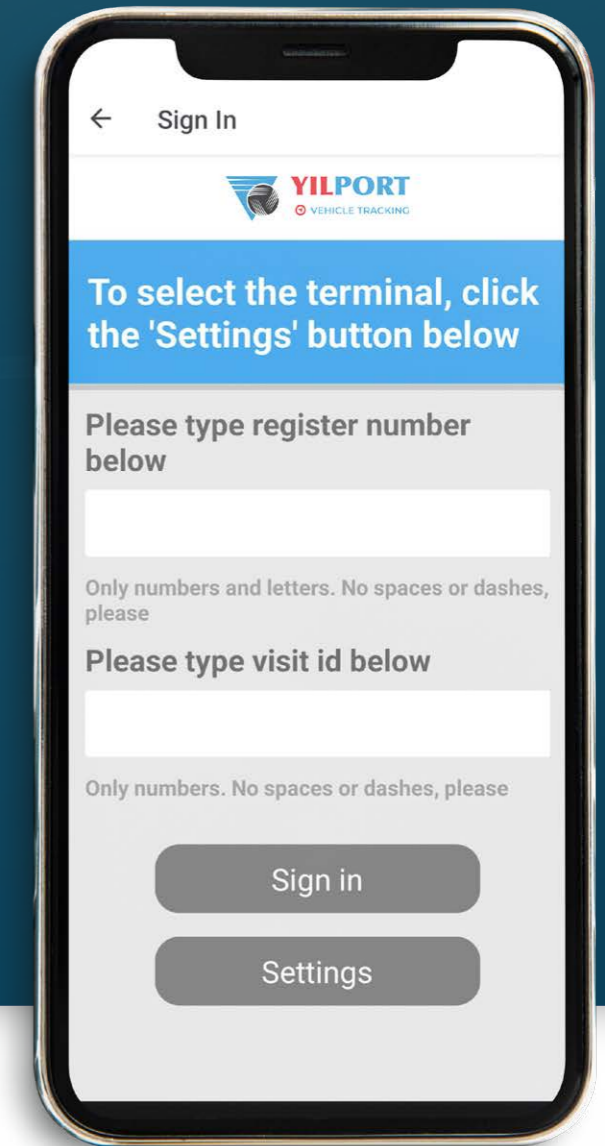 Sign In
YILPORT
VEHICLE TRACKING
To select the terminal, click
the 'Settings' button below
Please type register number
below
Only numbers and letters. No spaces or dashes,
please
Please type visit id below
Only numbers. No spaces or dashes, please
Sign in
Settings